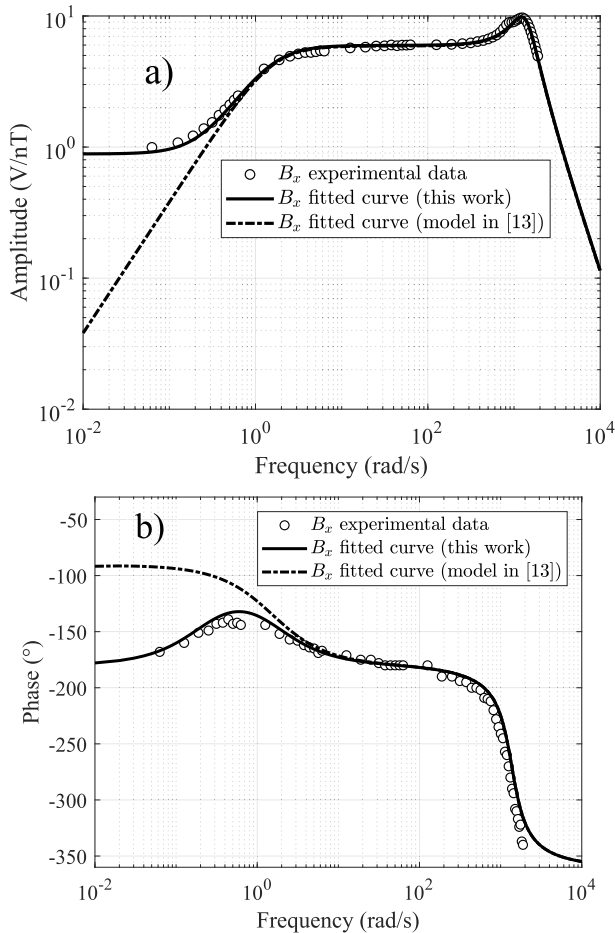 10^1
10^0
10^-1
10^-2
Amplitude (V/nT)
a)
B_x experimental data
B_x fitted curve (this work)
B_x fitted curve (model in [13])
10^-2 10^0 10^2 10^4
Frequency (rad/s)
-50
-100
-150
-200
-250
-300
-350
Phase (°)
b)
B_x experimental data
B_x fitted curve (this work)
B_x fitted curve (model in [13])
10^-2 10^0 10^2 10^4
Frequency (rad/s)